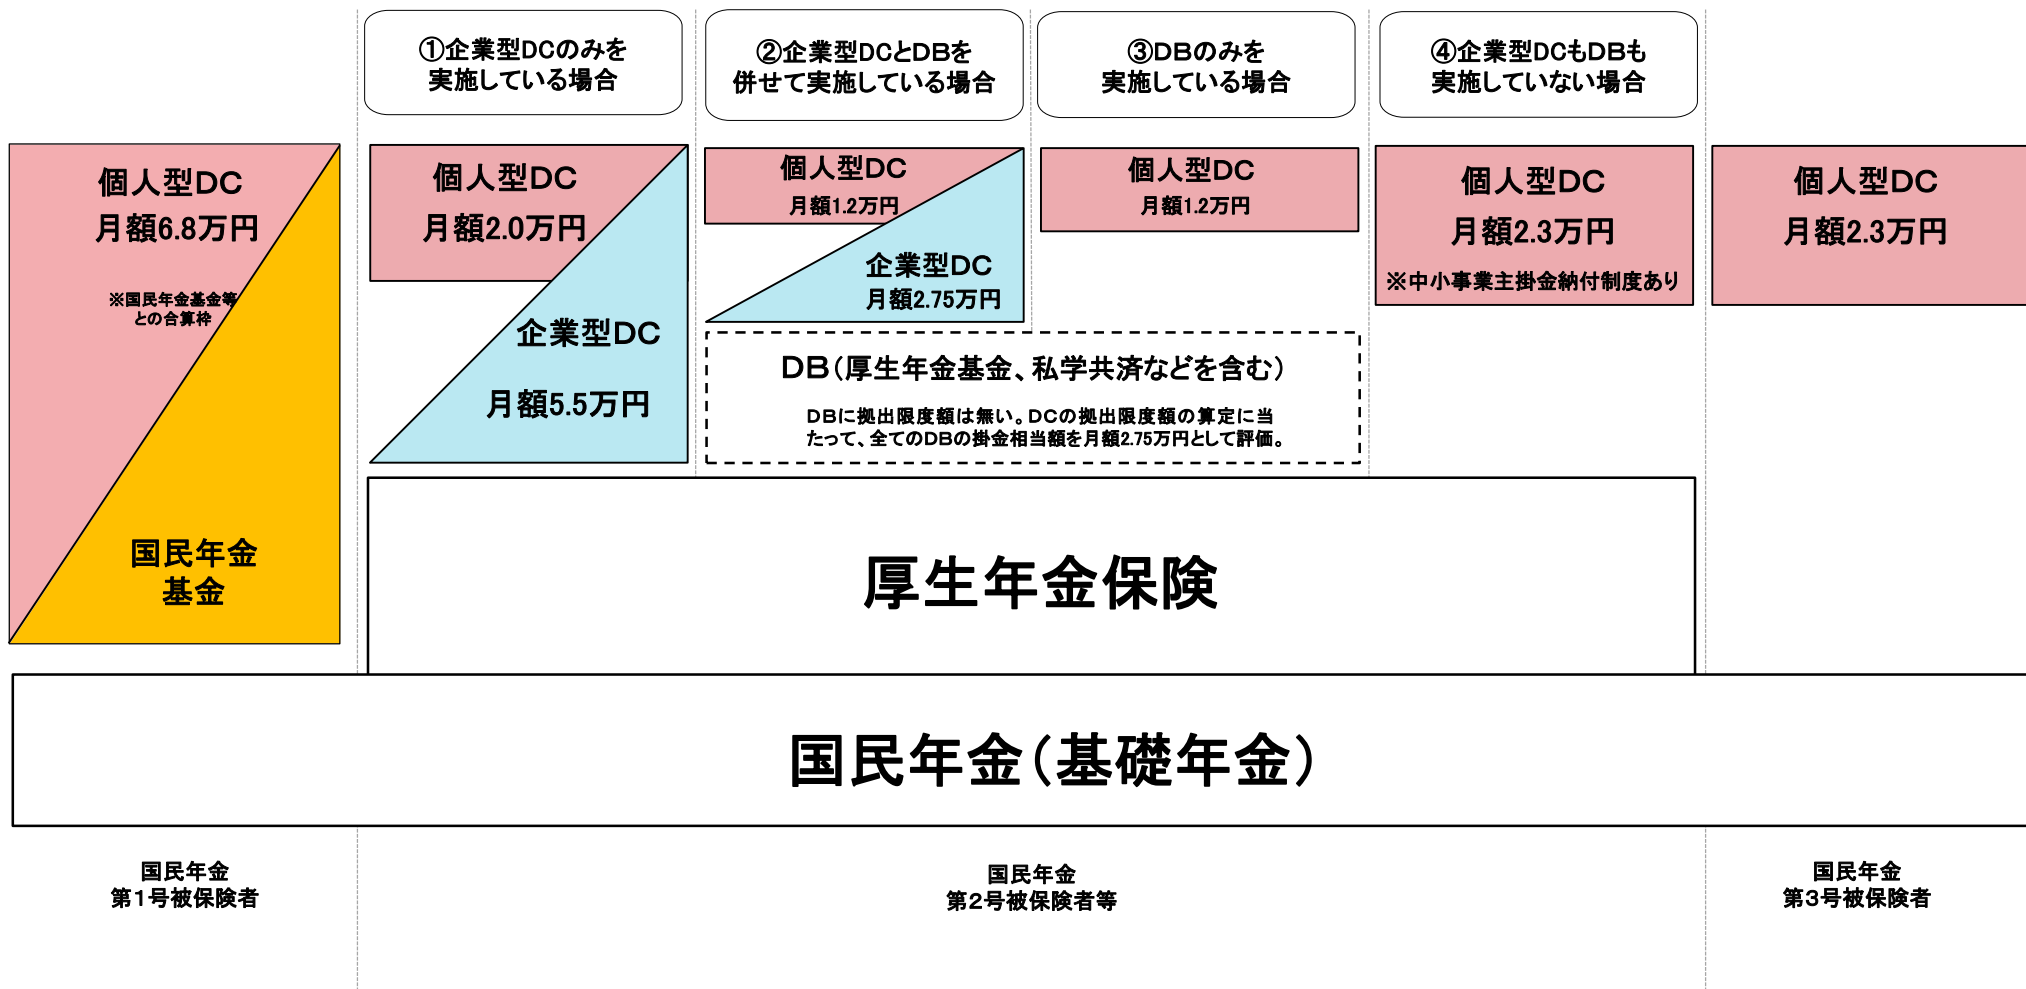 ①企業型DCのみを
実施している場合
②企業型DCとDBを
併せて実施している場合
③DBのみを
実施している場合
④企業型DCもDBも
実施していない場合
個人型DC
月額6.8万円
※国民年金基金等
との合算枠
国民年金
基金
個人型DC
月額2.0万円
企業型DC
月額5.5万円
個人型DC
月額1.2万円
企業型DC
月額2.75万円
個人型DC
月額1.2万円
DB(厚生年金基金、私学共済などを含む)
DBに拠出限度額は無い。DCの拠出限度額の算定に当
たって、全てのDBの掛金相当額を月額2.75万円として評価。
個人型DC
月額2.3万円
※中小事業主掛金納付制度あり
個人型DC
月額2.3万円
厚生年金保険
国民年金(基礎年金)
国民年金
第1号被保険者
国民年金
第2号被保険者等
国民年金
第3号被保険者